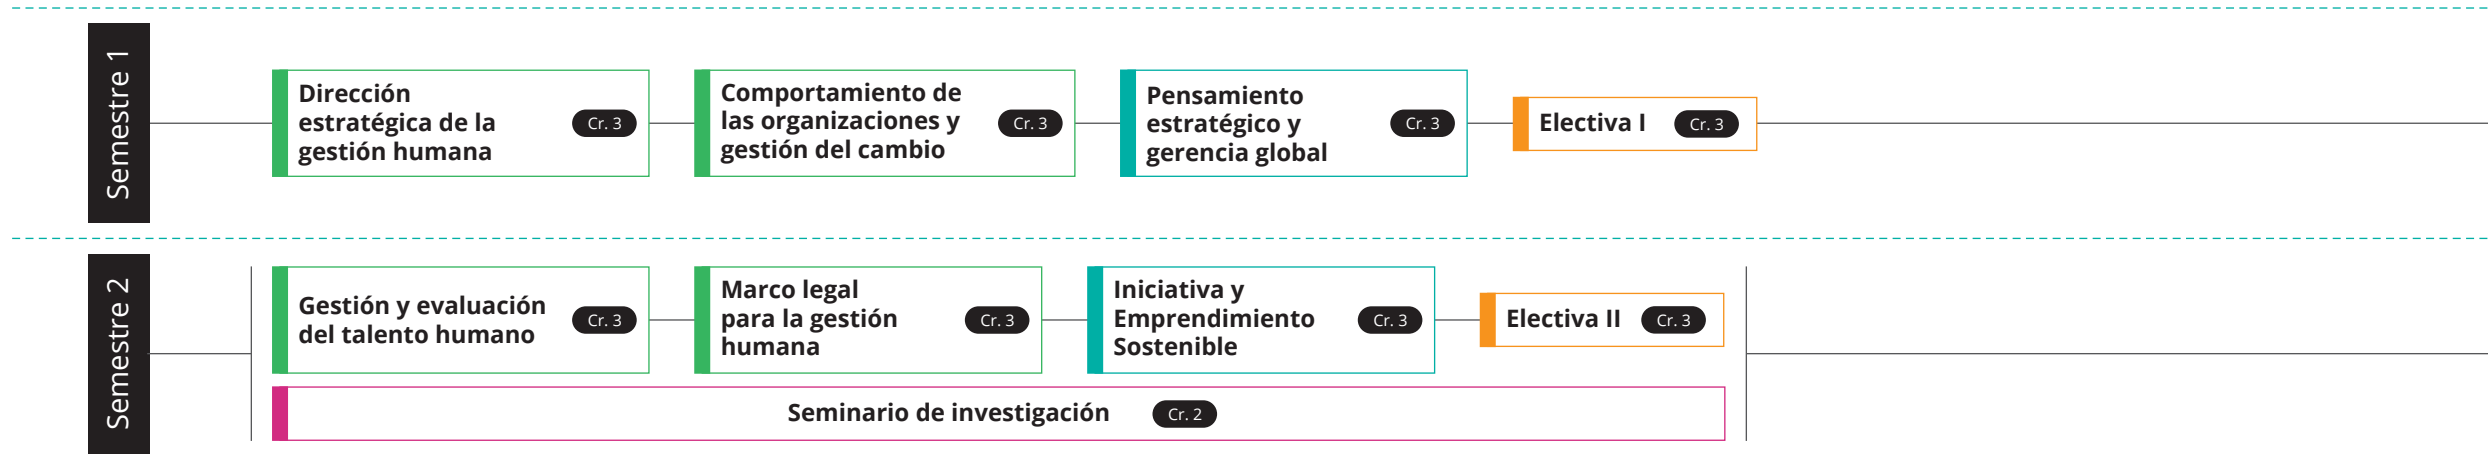 Semestre 1
Dirección
estratégica de la
gestión humana
Cr. 3
Comportamiento de
las organizaciones y
gestión del cambio
Cr. 3
Pensamiento
estratégico y
gerencia global
Cr. 3
Electiva I
Cr. 3
Semestre 2
Gestión y evaluación
del talento humano
Cr. 3
Marco legal
para la gestión
humana
Cr. 3
Iniciativa y
Emprendimiento
Sostenible
Cr. 3
Electiva II
Cr. 3
Seminario de investigación
Cr. 2